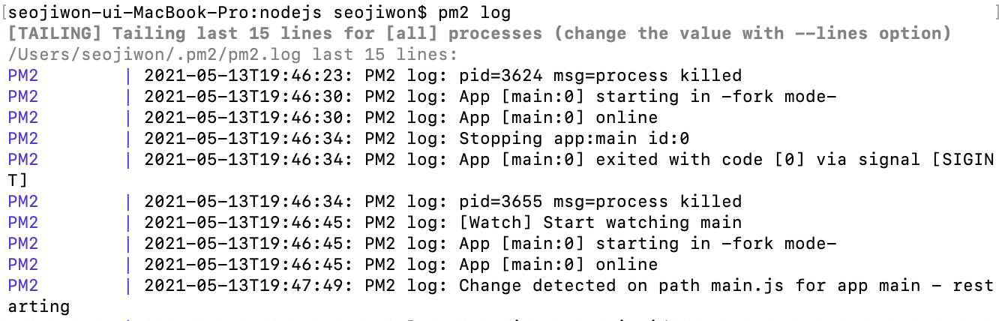 [seojiwon-ui-MacBook-Pro:nodejs seojiwon$ pm2 log ]
[TAILING] Tailing last 15 lines for [all] processes (change the value with --lines option)
/Users/seojiwon/.pm2/pm2.log last 15 lines:
PM2 | 2021-05-13T19:46:23: PM2 log: pid=3624 msg=process killed
PM2 | 2021-05-13T19:46:30: PM2 log: App [main:0] starting in -fork mode-
PM2 | 2021-05-13T19:46:30: PM2 log: App [main:0] online
PM2 | 2021-05-13T19:46:34: PM2 log: Stopping app:main id:0
PM2 | 2021-05-13T19:46:34: PM2 log: App [main:0] exited with code [0] via signal [SIGIN
T]
PM2 | 2021-05-13T19:46:34: PM2 log: pid=3655 msg=process killed
PM2 | 2021-05-13T19:46:45: PM2 log: [Watch] Start watching main
PM2 | 2021-05-13T19:46:45: PM2 log: App [main:0] starting in -fork mode-
PM2 | 2021-05-13T19:46:45: PM2 log: App [main:0] online
PM2 | 2021-05-13T19:47:49: PM2 log: Change detected on path main.js for app main - rest
arting